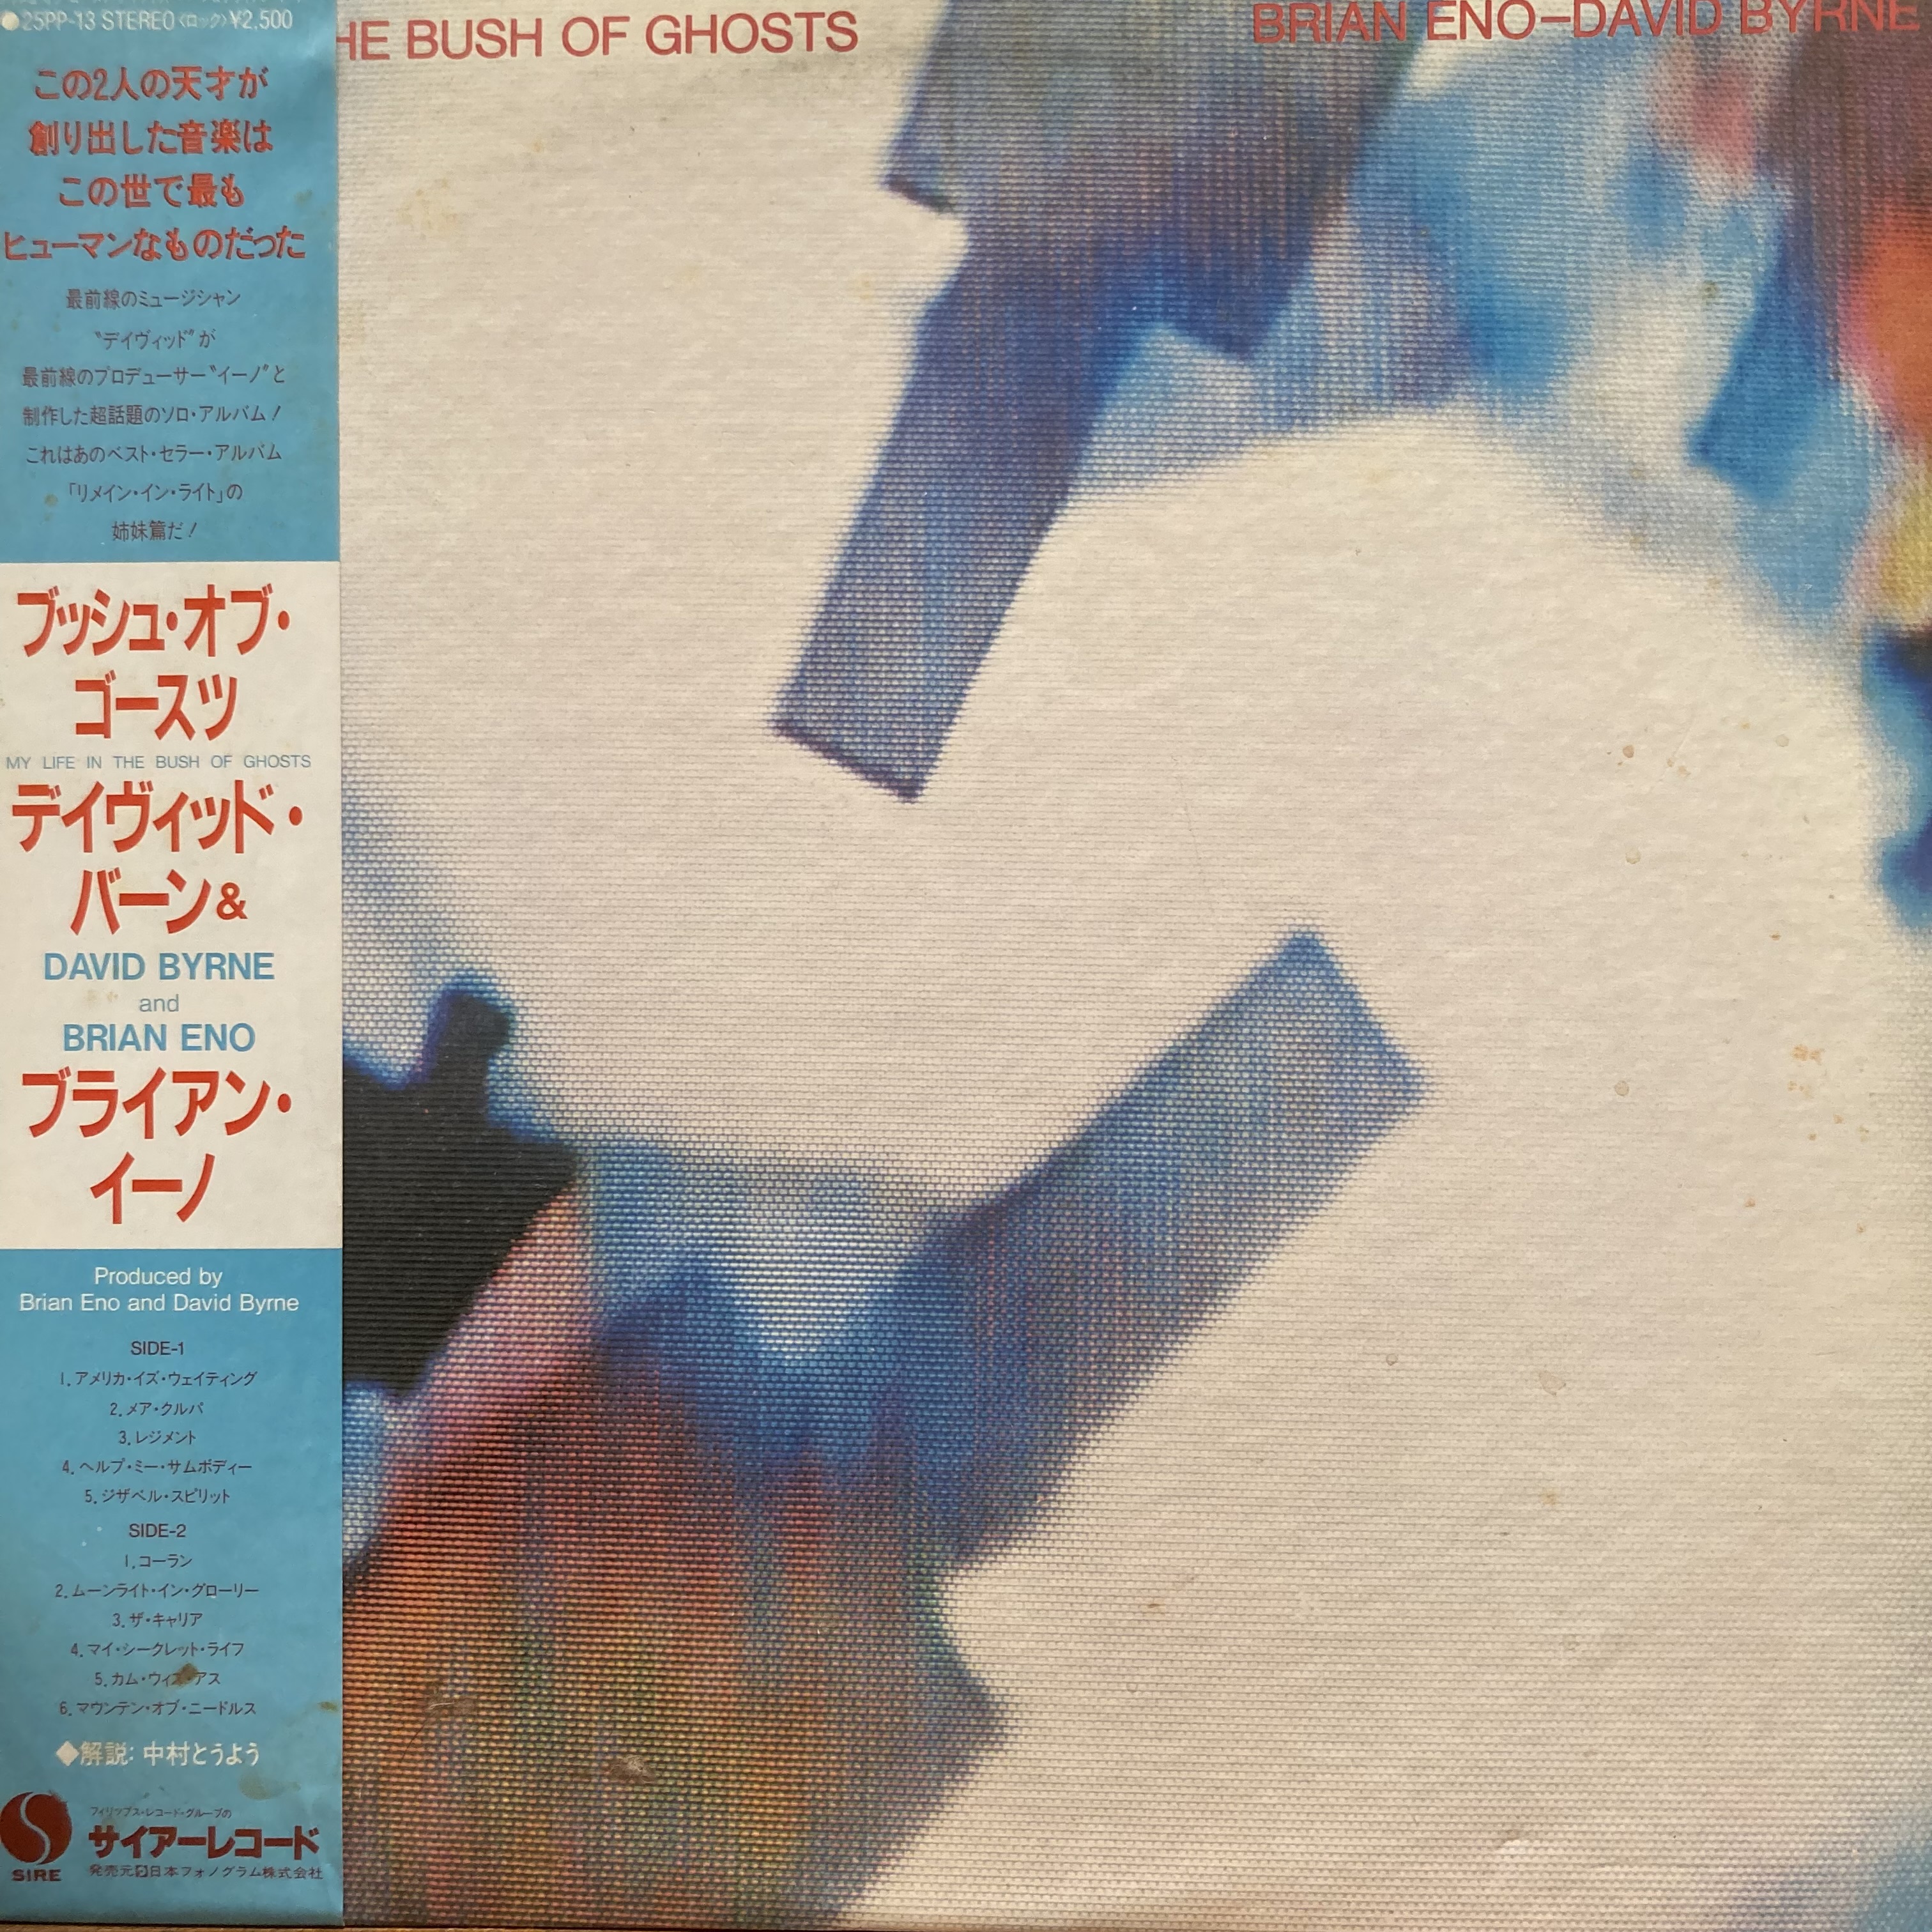 ●25PP-13 STEREO〈ロック〉¥2,500
この2人の天才が
創り出した音楽は
この世で最も
ヒューマンなものだった
最前線のミュージシャン
“デイヴィッド”が
最前線のプロデューサー“イーノ”と
制作した超話題のソロ・アルバム！
これはあのベスト・セラー・アルバム
「リメイン・イン・ライト」の
姉妹篇だ！
ブッシュ・オブ・
ゴースツ
MY LIFE IN THE BUSH OF GHOSTS
デイヴィッド・
バーン&
DAVID BYRNE
and
BRIAN ENO
ブライアン・
イーノ
Produced by
Brian Eno and David Byrne
SIDE-1
1. アメリカ・イズ・ウェイティング
2. メア・クルパ
3. レジメント
4. ヘルプ・ミー・サムボディー
5. ジザベル・スピリット
SIDE-2
1. コーラン
2. ムーンライト・イン・グローリー
3. ザ・キャリア
4. マイ・シークレット・ライフ
5. カム・ウィズ・アス
6. マウンテン・オブ・ニードルス
◆解説: 中村とうよう
フィリップス・レコード・グループの
サイアーレコード
SIRE
発売元 日本フォノグラム株式会社
HE BUSH OF GHOSTS
BRIAN ENO–DAVID BYRNE